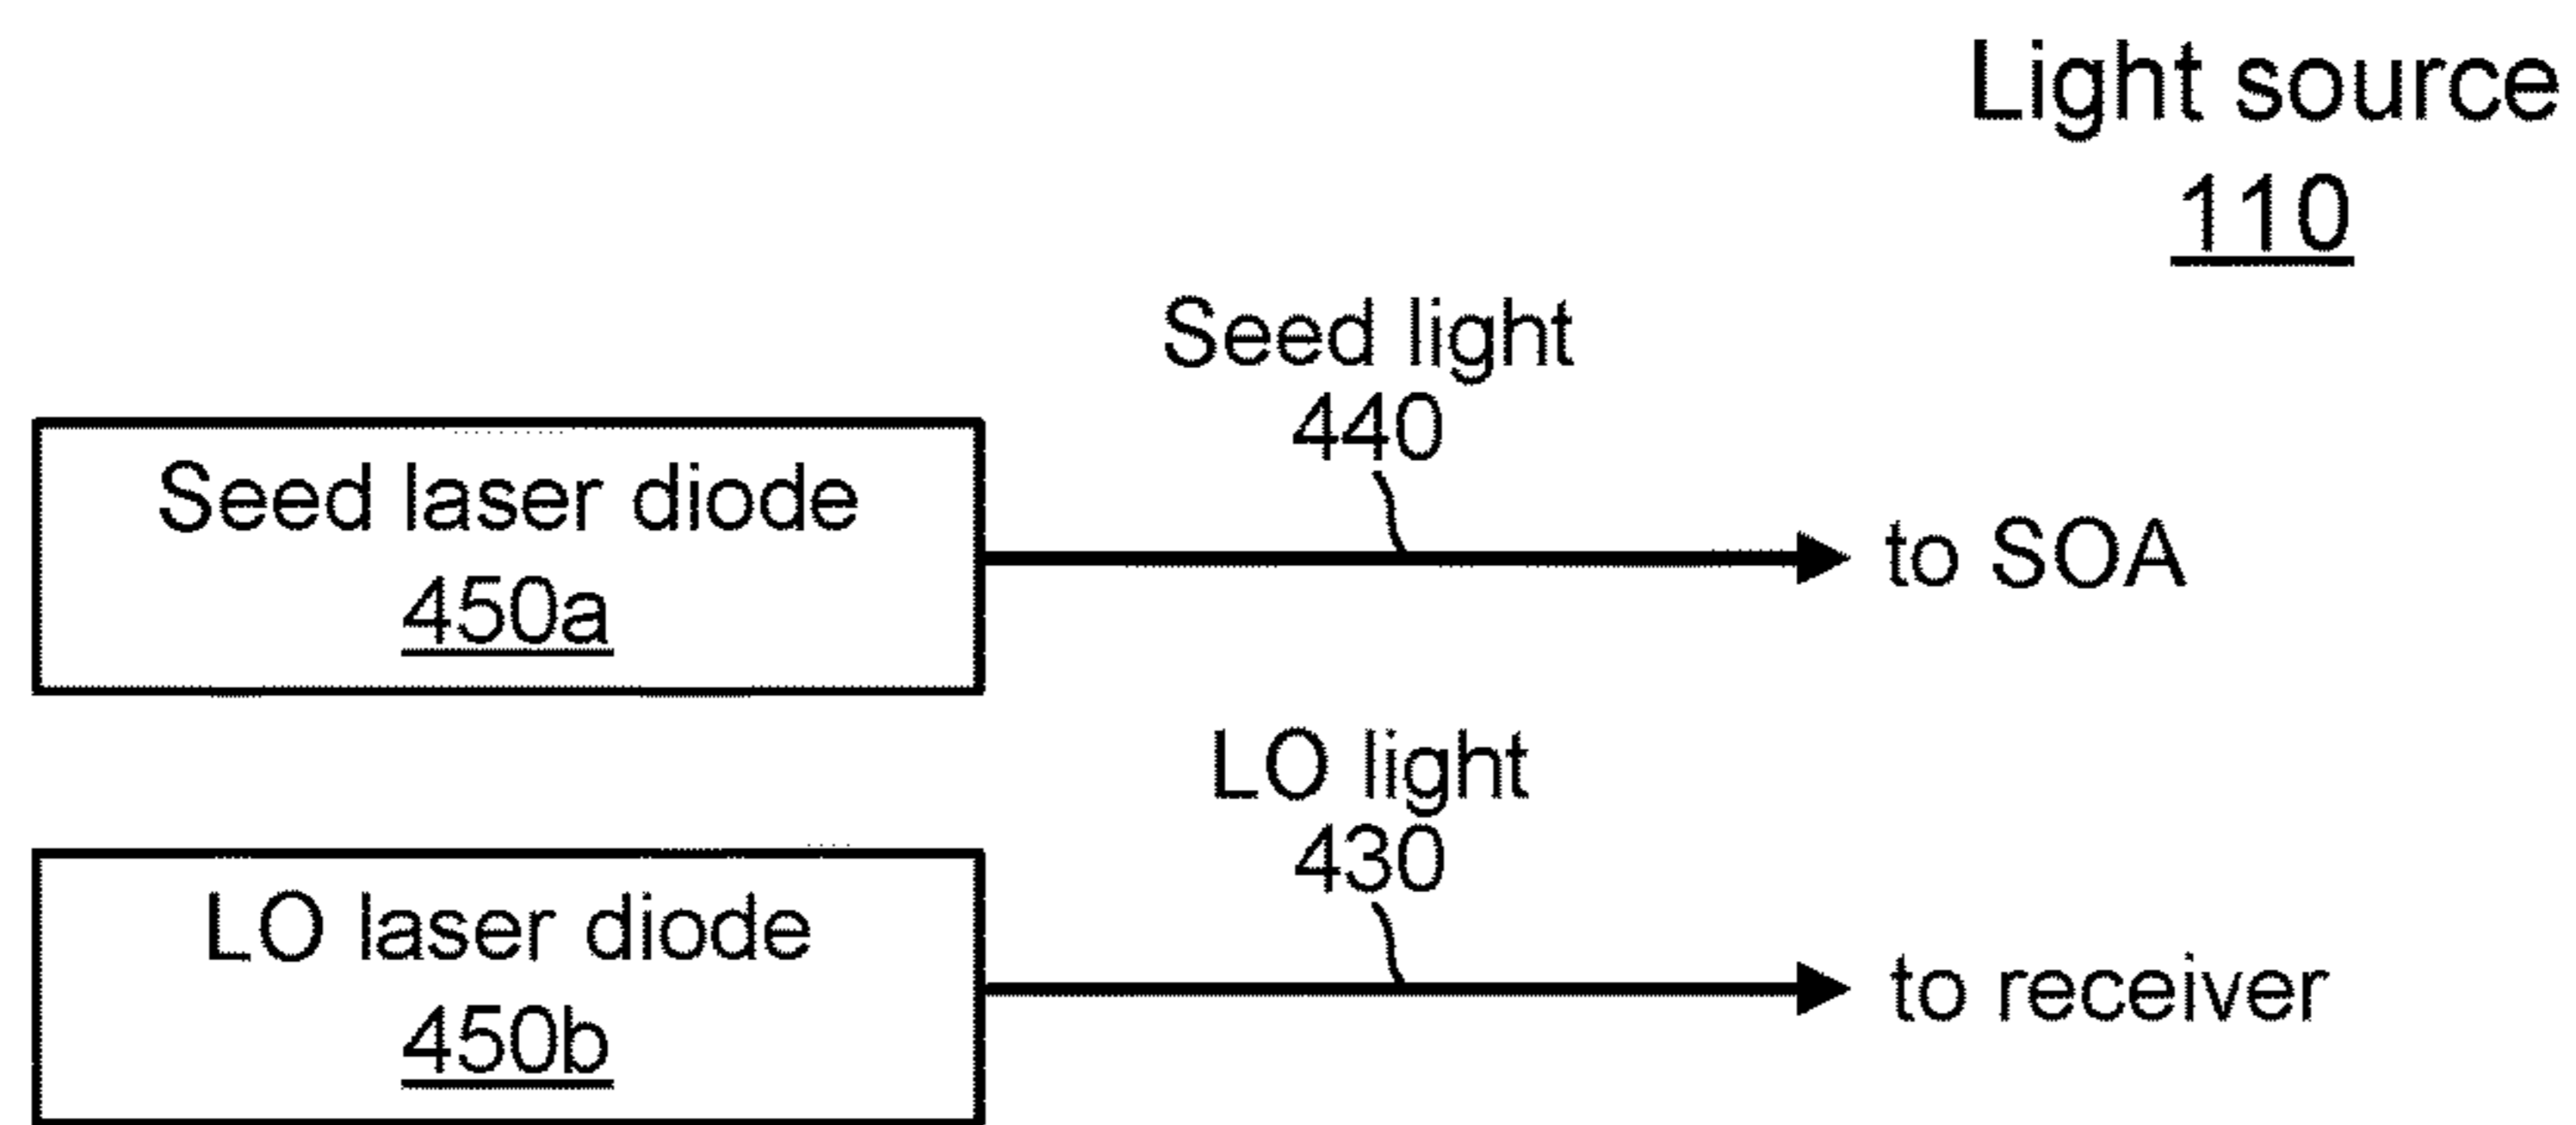 Light source
110
Seed light
440
Seed laser diode
450a
to SOA
LO light
430
LO laser diode
450b
to receiver